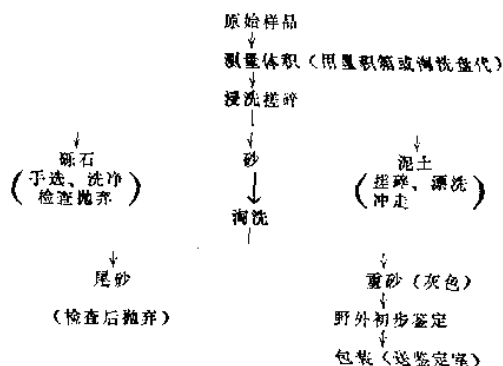 原始样品
测量体积（用量积箱或淘洗盘代）
浸洗搓碎
砾石
（手选、洗净
检查抛弃）
砂
泥土
（搓碎、漂洗
冲走）
淘洗
尾砂
（检查后抛弃）
重砂（灰色）
野外初步鉴定
包装（送鉴定室）